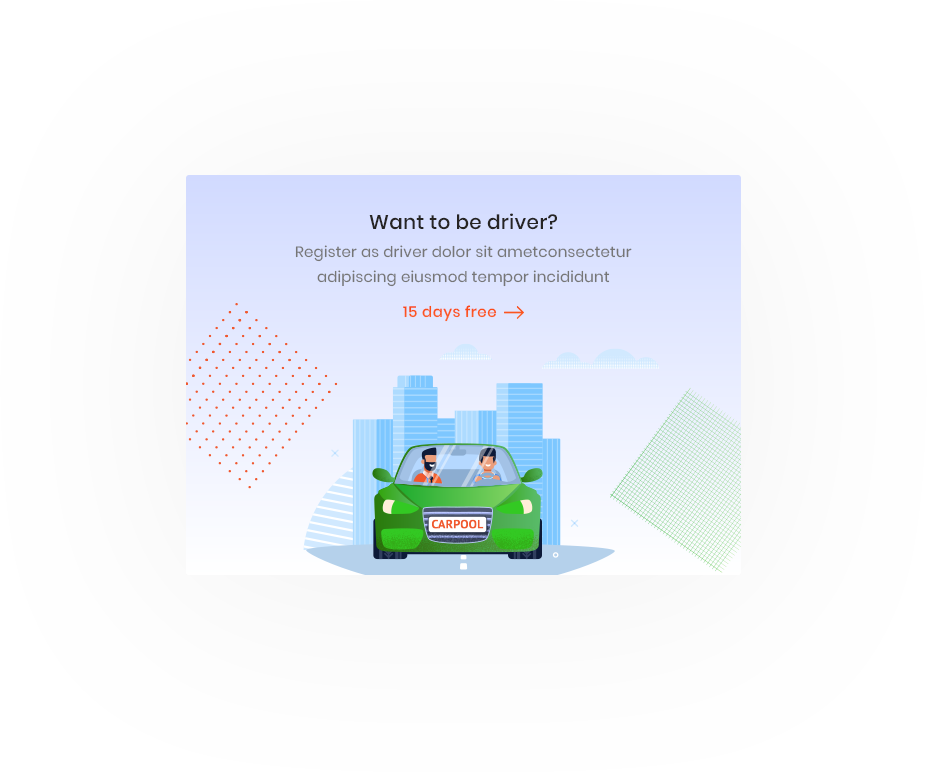 Want to be driver?
Register as driver dolor sit ametconsectetur
adipiscing eiusmod tempor incididunt
15 days free
CARPOOL